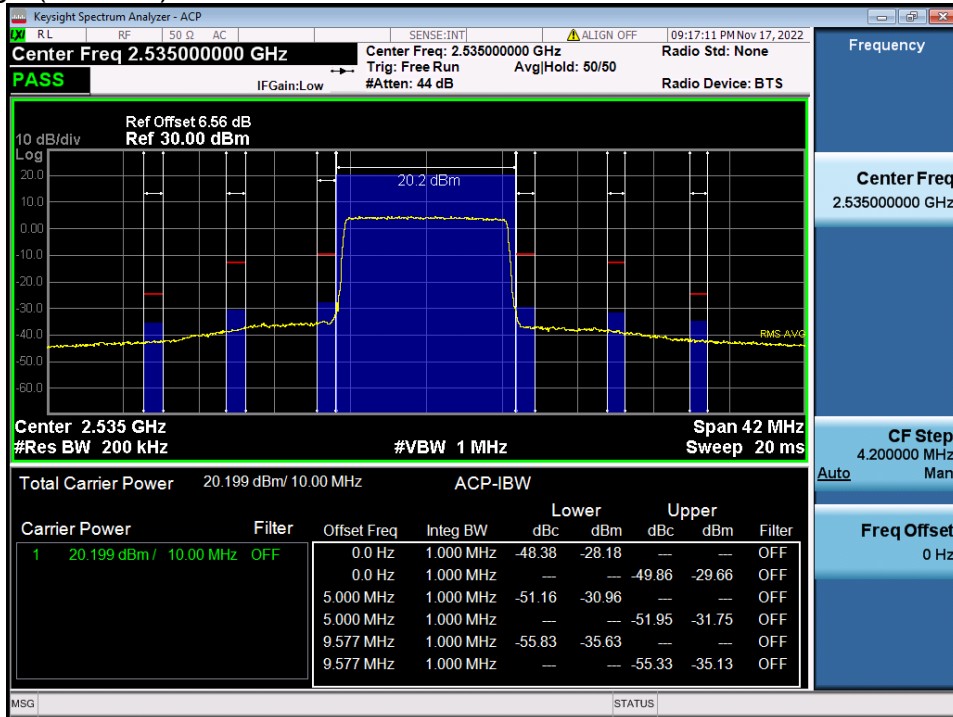 Keysight Spectrum Analyzer - ACP
LXI RL RF 50 Ω AC SENSE:INT ALIGN OFF 09:17:11 PM Nov 17, 2022
Center Freq 2.535000000 GHz Center Freq: 2.535000000 GHz Radio Std: None
Trig: Free Run Avg|Hold: 50/50
PASS IFGain:Low #Atten: 44 dB Radio Device: BTS
Frequency
Ref Offset 6.56 dB
10 dB/div Ref 30.00 dBm
Log
20.0
20.2 dBm
10.0
0.00
-10.0
-20.0
-30.0
-40.0
RMS AVG
-50.0
-60.0
Center 2.535 GHz Span 42 MHz
#Res BW 200 kHz #VBW 1 MHz Sweep 20 ms
Center Freq
2.535000000 GHz
CF Step
4.200000 MHz
Auto Man
Freq Offset
0 Hz
Total Carrier Power 20.199 dBm/ 10.00 MHz ACP-IBW
Lower Upper
Carrier Power Filter Offset Freq Integ BW dBc dBm dBc dBm Filter
1 20.199 dBm / 10.00 MHz OFF 0.0 Hz 1.000 MHz -48.38 -28.18 --- --- OFF
0.0 Hz 1.000 MHz --- --- -49.86 -29.66 OFF
5.000 MHz 1.000 MHz -51.16 -30.96 --- --- OFF
5.000 MHz 1.000 MHz --- --- -51.95 -31.75 OFF
9.577 MHz 1.000 MHz -55.83 -35.63 --- --- OFF
9.577 MHz 1.000 MHz --- --- -55.33 -35.13 OFF
MSG STATUS